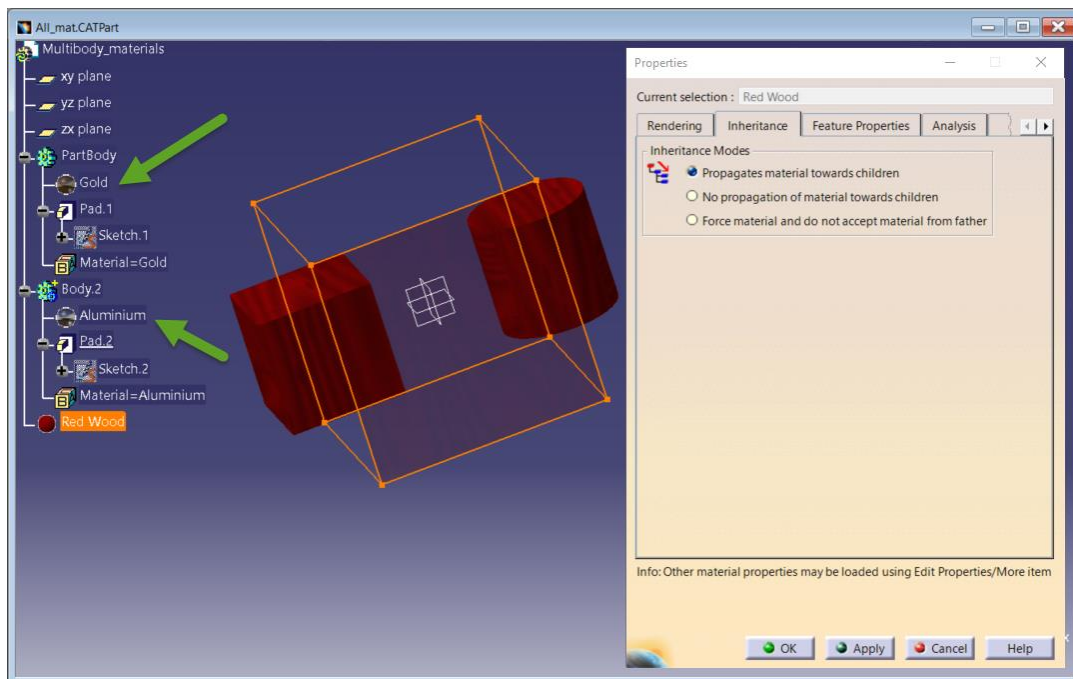 All_mat.CATPart
Multibody_materials
xy plane
yz plane
zx plane
PartBody
Gold
Pad.1
Sketch.1
Material=Gold
Body.2
Aluminium
Pad.2
Sketch.2
Material=Aluminium
Red Wood
Properties
Current selection : Red Wood
Rendering Inheritance Feature Properties Analysis
Inheritance Modes
Propagates material towards children
No propagation of material towards children
Force material and do not accept material from father
Info: Other material properties may be loaded using Edit Properties/More item
OK Apply Cancel Help
x